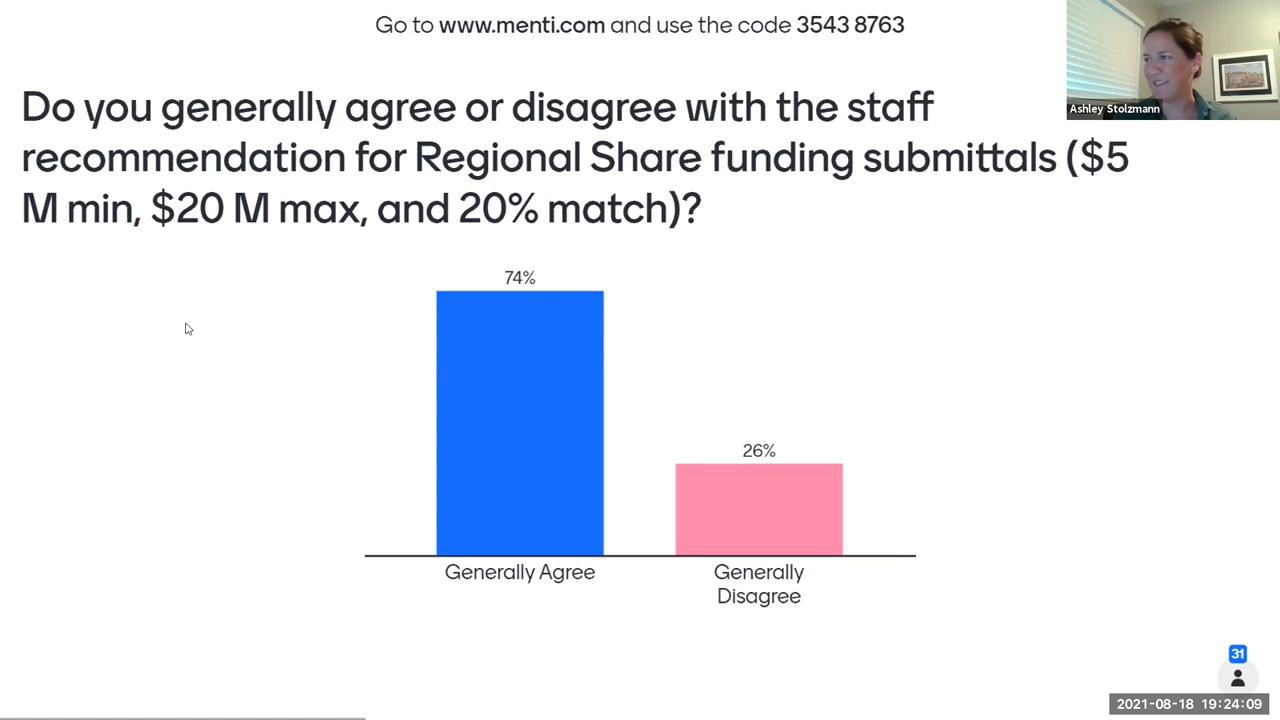 Go to www.menti.com and use the code 3543 8763
Ashley Stolzmann
Do you generally agree or disagree with the staff
recommendation for Regional Share funding submittals ($5
M min, $20 M max, and 20% match)?
74%
26%
Generally Agree
Generally
Disagree
31
2021-08-18 19:24:09